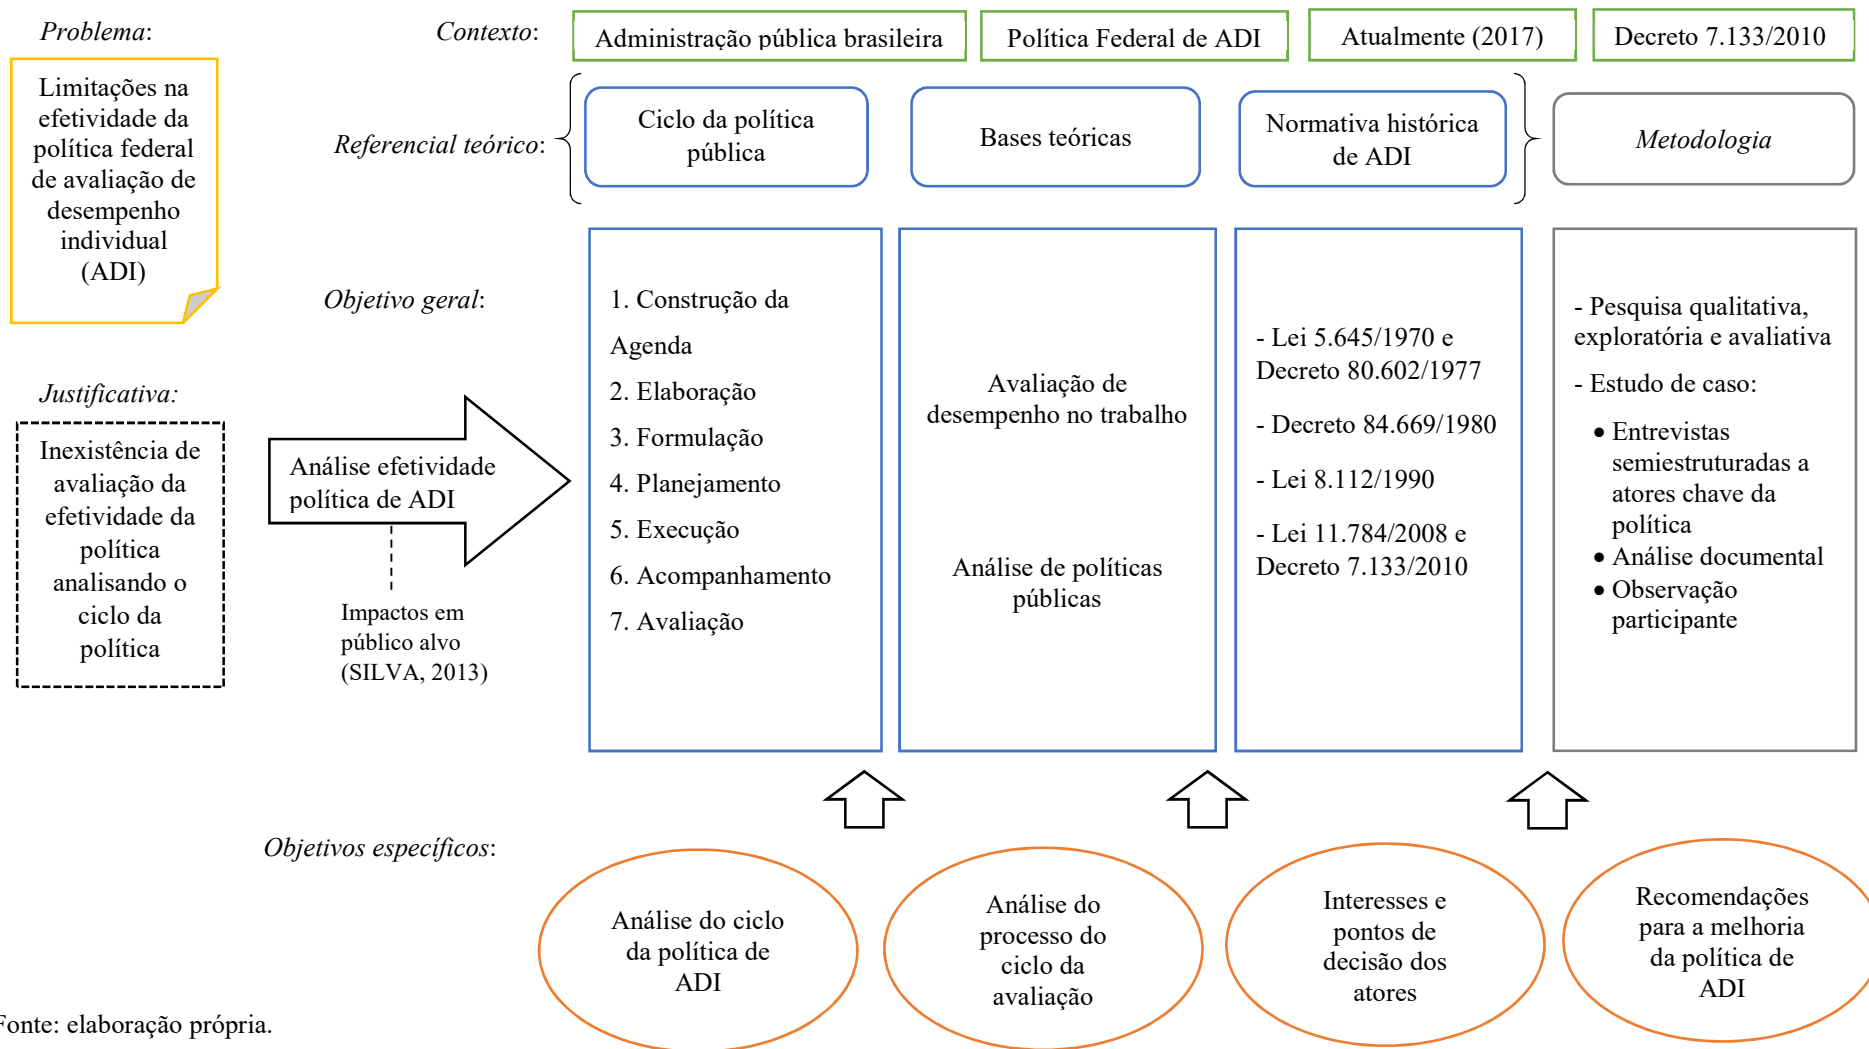 Problema:
Limitações na
efetividade da
política federal
de avaliação de
desempenho
individual
(ADI)
Justificativa:
Inexistência de
avaliação da
efetividade da
política
analisando o
ciclo da
política
Contexto:
Administração pública brasileira
Política Federal de ADI
Atualmente (2017)
Decreto 7.133/2010
Referencial teórico:
Ciclo da política
pública
Bases teóricas
Normativa histórica
de ADI
Metodologia
Objetivo geral:
Análise efetividade
política de ADI
Impactos em
público alvo
(SILVA, 2013)
1. Construção da
Agenda
2. Elaboração
3. Formulação
4. Planejamento
5. Execução
6. Acompanhamento
7. Avaliação
Avaliação de
desempenho no trabalho
Análise de políticas
públicas
- Lei 5.645/1970 e
Decreto 80.602/1977
- Decreto 84.669/1980
- Lei 8.112/1990
- Lei 11.784/2008 e
Decreto 7.133/2010
- Pesquisa qualitativa,
exploratória e avaliativa
- Estudo de caso:
• Entrevistas
semiestruturadas a
atores chave da
política
• Análise documental
• Observação
participante
Objetivos específicos:
Análise do ciclo
da política de
ADI
Análise do
processo do
ciclo da
avaliação
Interesses e
pontos de
decisão dos
atores
Recomendações
para a melhoria
da política de
ADI
Fonte: elaboração própria.